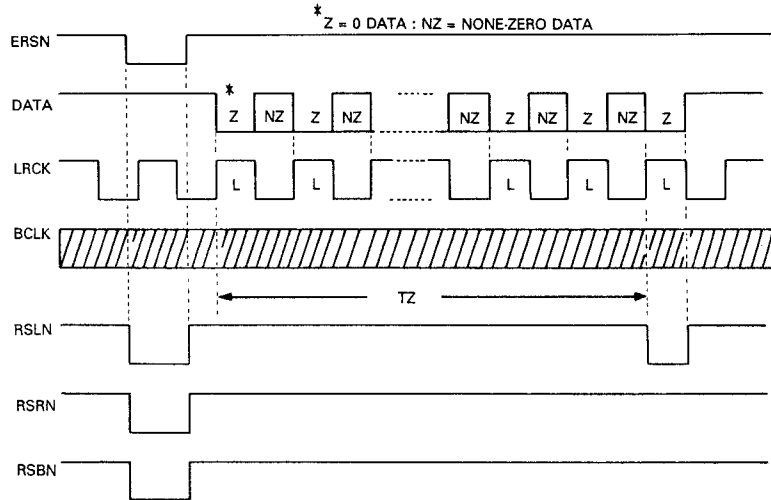 *
Z = 0 DATA : NZ = NONE-ZERO DATA
ERSN
*
DATA Z NZ Z NZ NZ Z NZ Z NZ Z
LRCK L L L L L
BCLK
TZ
RSLN
RSRN
RSBN